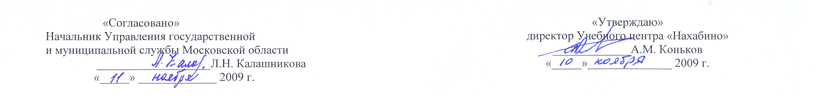 «Согласовано»
Начальник Управления государственной
и муниципальной службы Московской области
Л.Н. Калашникова
« 11 » ноября 2009 г.
«Утверждаю»
директор Учебного центра «Нахабино»
А.М. Коньков
« 10 » ноября 2009 г.